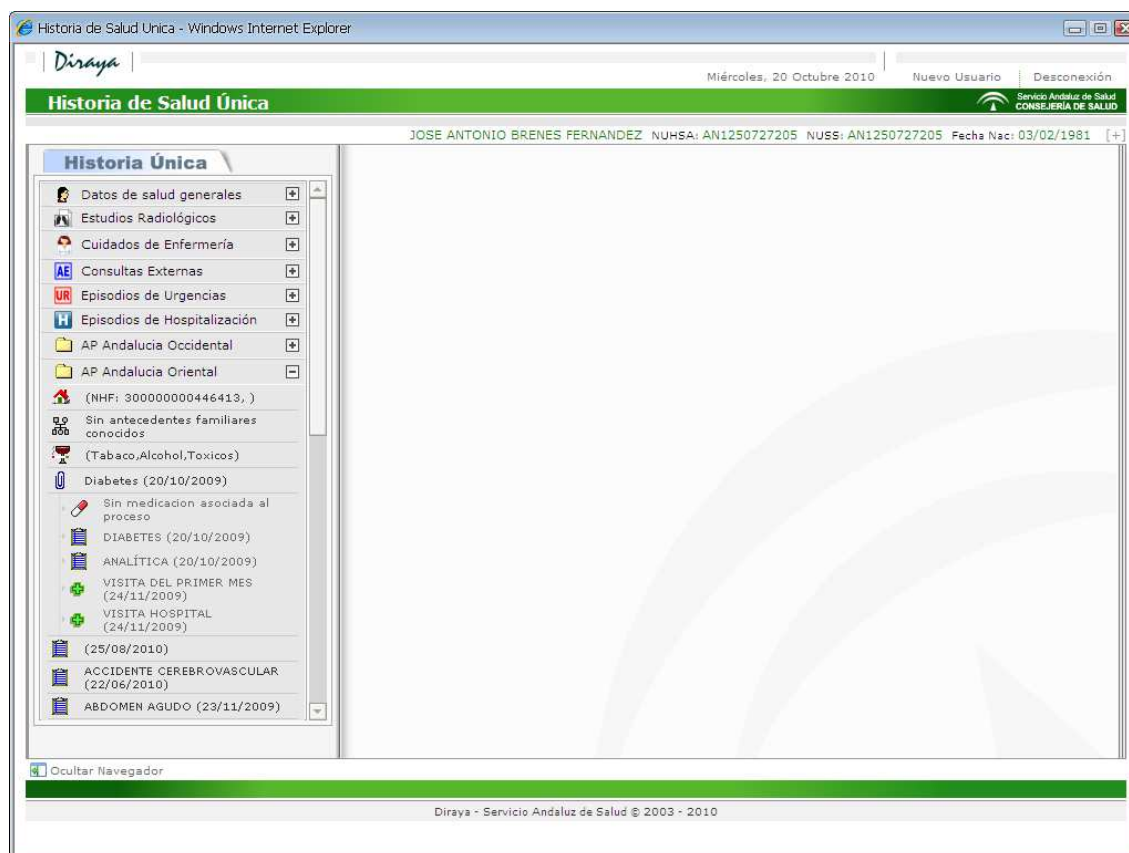 Historia de Salud Unica - Windows Internet Explorer
Diraya
Miércoles, 20 Octubre 2010
Nuevo Usuario
Desconexión
Historia de Salud Única
Servicio Andaluz de Salud
CONSEJERÍA DE SALUD
JOSE ANTONIO BRENES FERNANDEZ NUHSA: AN1250727205 NUSS: AN1250727205 Fecha Nac: 03/02/1981 [+]
Historia Única
Datos de salud generales
Estudios Radiológicos
Cuidados de Enfermería
AE Consultas Externas
UR Episodios de Urgencias
H Episodios de Hospitalización
AP Andalucia Occidental
AP Andalucia Oriental
(NHF: 300000000446413, )
Sin antecedentes familiares
conocidos
(Tabaco,Alcohol,Toxicos)
Diabetes (20/10/2009)
Sin medicacion asociada al
proceso
DIABETES (20/10/2009)
ANALÍTICA (20/10/2009)
VISITA DEL PRIMER MES
(24/11/2009)
VISITA HOSPITAL
(24/11/2009)
(25/08/2010)
ACCIDENTE CEREBROVASCULAR
(22/06/2010)
ABDOMEN AGUDO (23/11/2009)
Ocultar Navegador
Diraya - Servicio Andaluz de Salud © 2003 - 2010